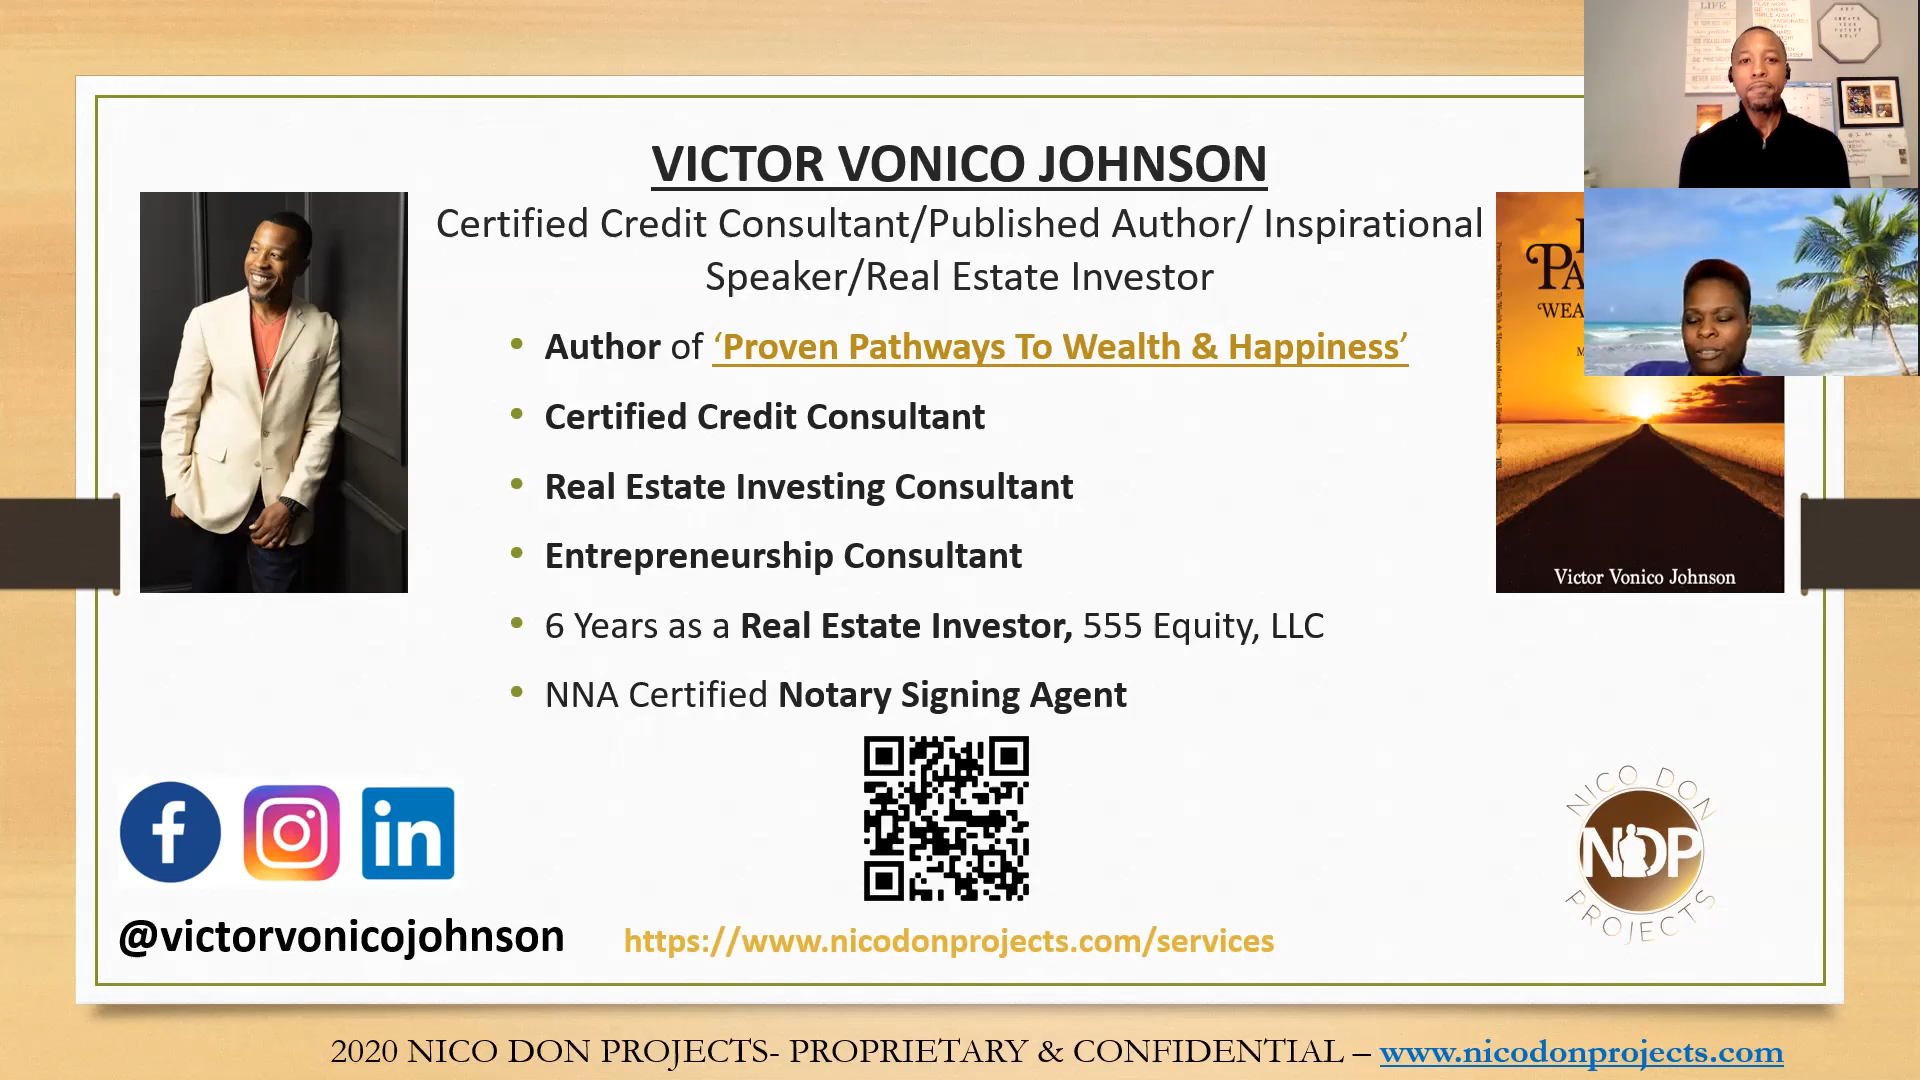 VICTOR VONICO JOHNSON
Certified Credit Consultant/Published Author/ Inspirational
Speaker/Real Estate Investor
• Author of ‘Proven Pathways To Wealth & Happiness’
• Certified Credit Consultant
• Real Estate Investing Consultant
• Entrepreneurship Consultant
• 6 Years as a Real Estate Investor, 555 Equity, LLC
• NNA Certified Notary Signing Agent
@victorvonicojohnson
https://www.nicodonprojects.com/services
LIFE
Victor Vonico Johnson
NICO DON
NDP
PROJECTS
2020 NICO DON PROJECTS- PROPRIETARY & CONFIDENTIAL – www.nicodonprojects.com